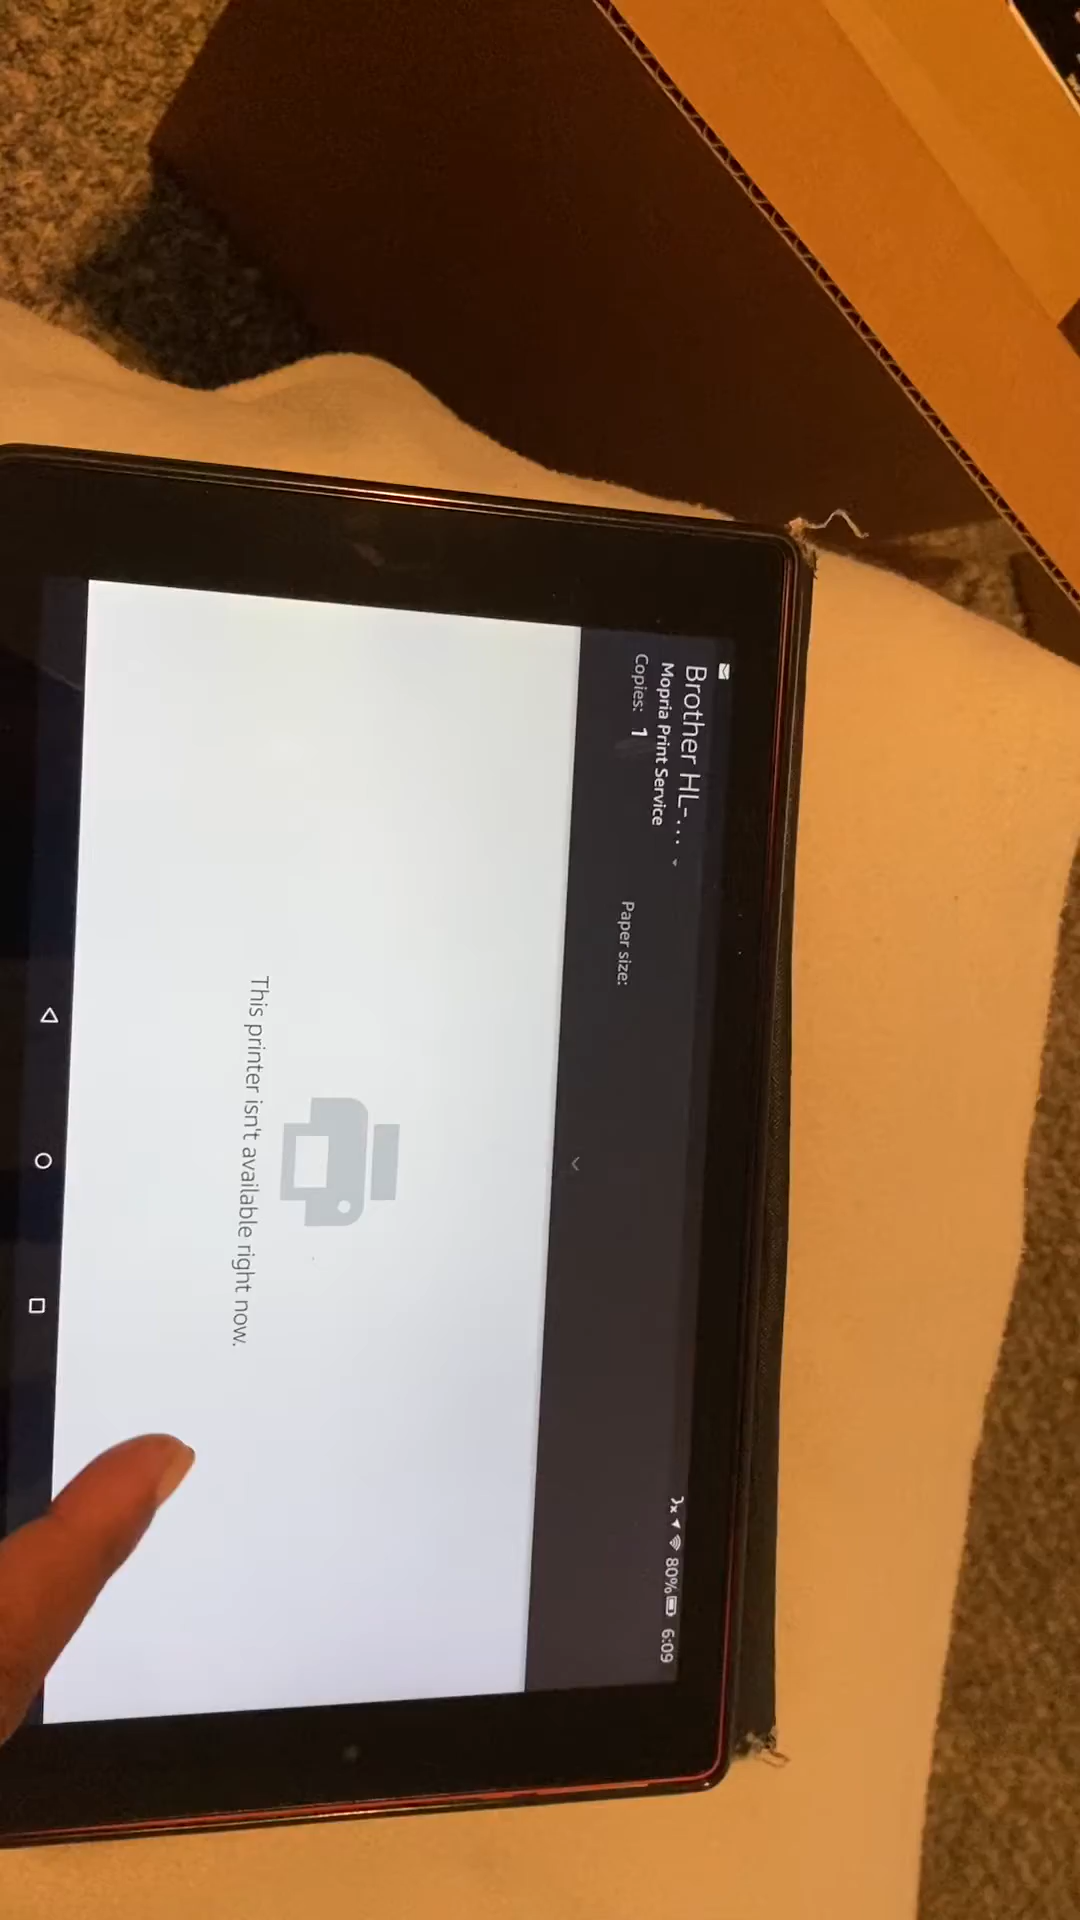 80% 6:09
Brother HL-...
Mopria Print Service
Copies: 1
Paper size:
This printer isn't available right now.